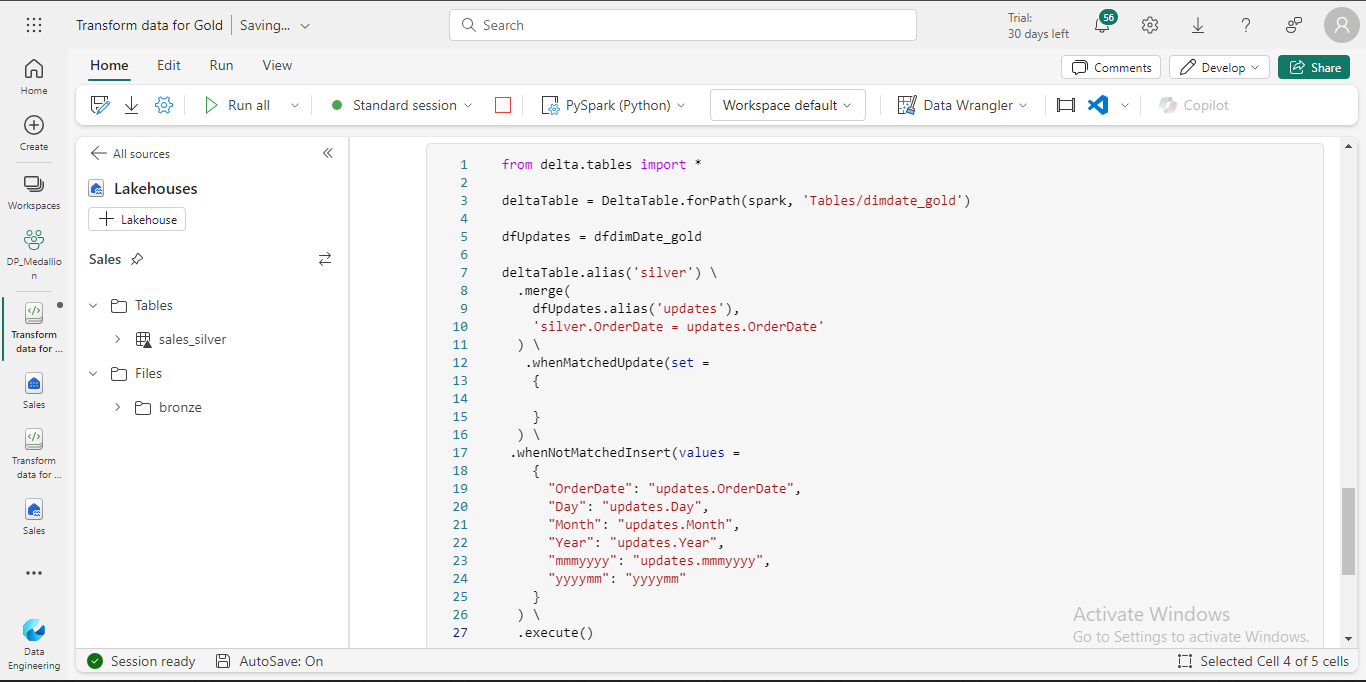 Transform data for Gold
Saving...
Search
Trial:
30 days left
56
Home
Edit
Run
View
Comments
Develop
Share
Run all
Standard session
PySpark (Python)
Workspace default
Data Wrangler
Copilot
Home
Create
Workspaces
DP_Medallio
n
Transform
data for ...
Sales
Transform
data for ...
Sales
Data
Engineering
All sources
Lakehouses
Lakehouse
Sales
Tables
sales_silver
Files
bronze
1 from delta.tables import *
2
3 deltaTable = DeltaTable.forPath(spark, 'Tables/dimdate_gold')
4
5 dfUpdates = dfdimDate_gold
6
7 deltaTable.alias('silver') \
8 .merge(
9 dfUpdates.alias('updates'),
10 'silver.OrderDate = updates.OrderDate'
11 ) \
12 .whenMatchedUpdate(set =
13 {
14
15 }
16 ) \
17 .whenNotMatchedInsert(values =
18 {
19 "OrderDate": "updates.OrderDate",
20 "Day": "updates.Day",
21 "Month": "updates.Month",
22 "Year": "updates.Year",
23 "mmmyyyy": "updates.mmmyyyy",
24 "yyyymm": "yyyymm"
25 }
26 ) \
27 .execute()
Activate Windows
Go to Settings to activate Windows.
Session ready
AutoSave: On
Selected Cell 4 of 5 cells